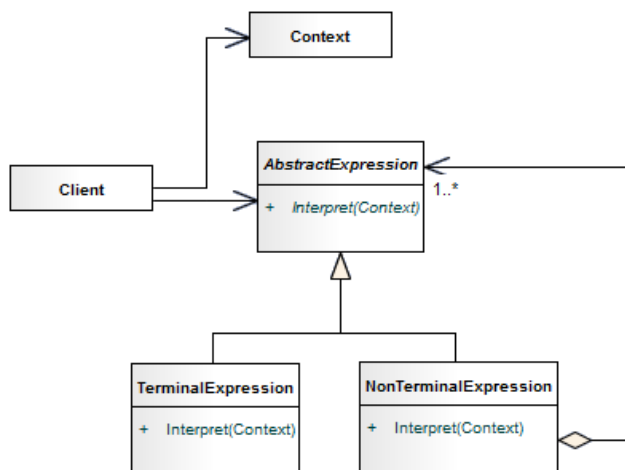 Context
AbstractExpression
Client
1..*
+ Interpret(Context)
TerminalExpression
NonTerminalExpression
+ Interpret(Context)
+ Interpret(Context)